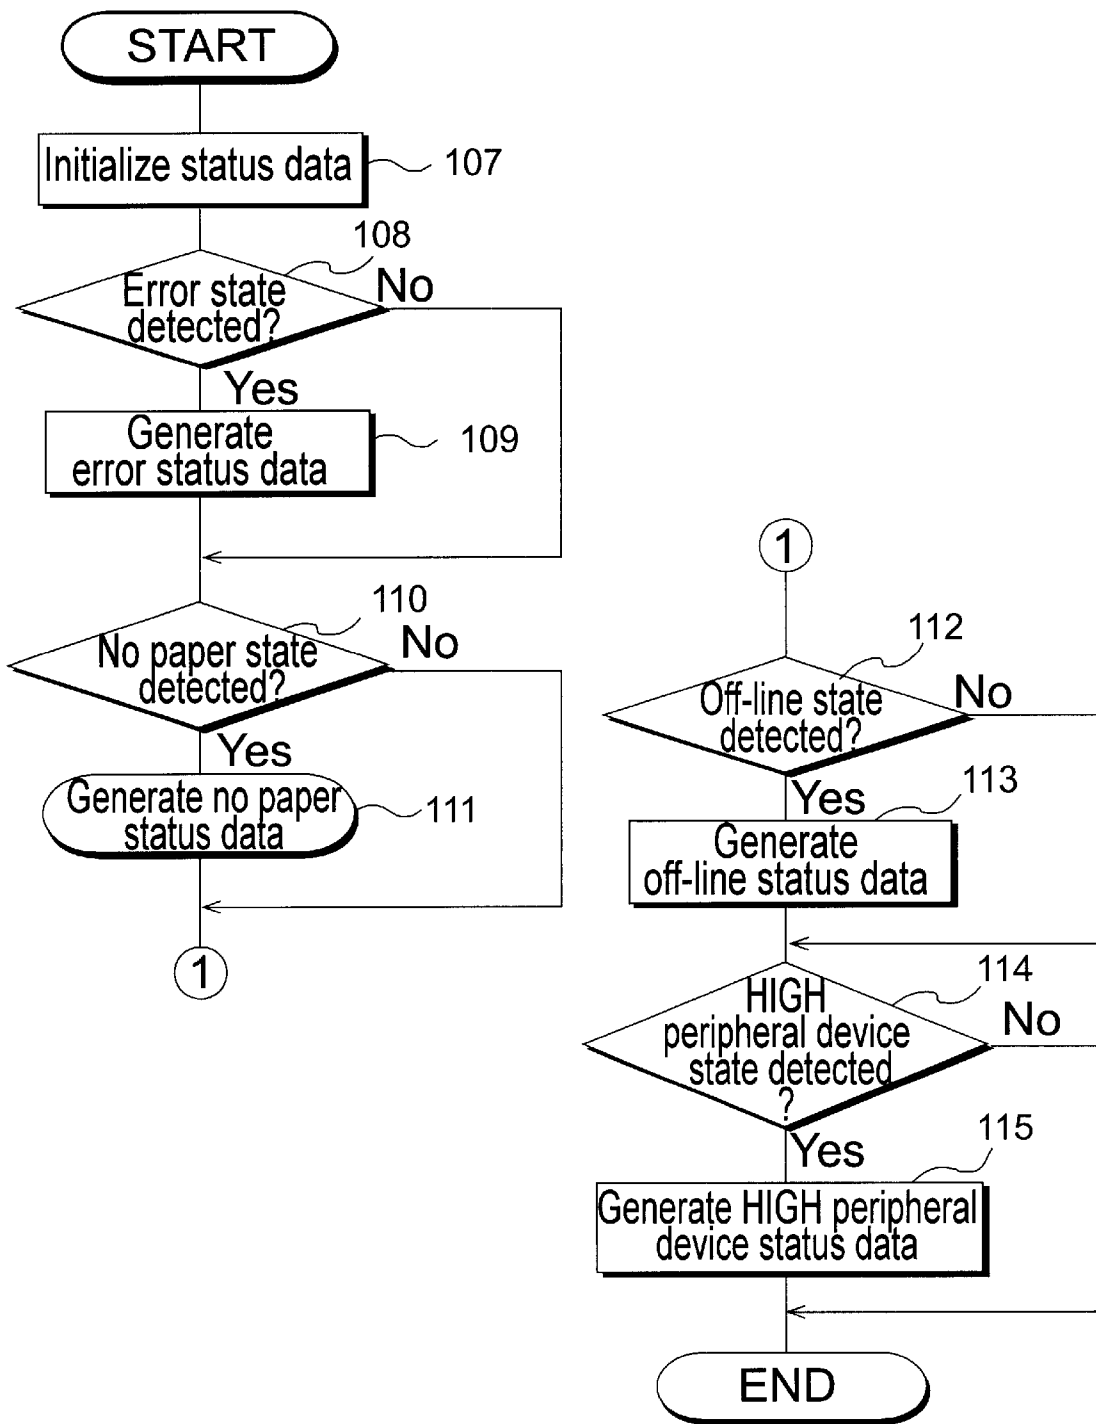 START
Initialize status data
107
108
Error state
detected?
No
Yes
Generate
error status data
109
110
No paper state
detected?
No
Yes
Generate no paper
status data
111
1
1
112
Off-line state
detected?
No
Yes
113
Generate
off-line status data
114
HIGH
peripheral device
state detected
?
No
Yes
115
Generate HIGH peripheral
device status data
END